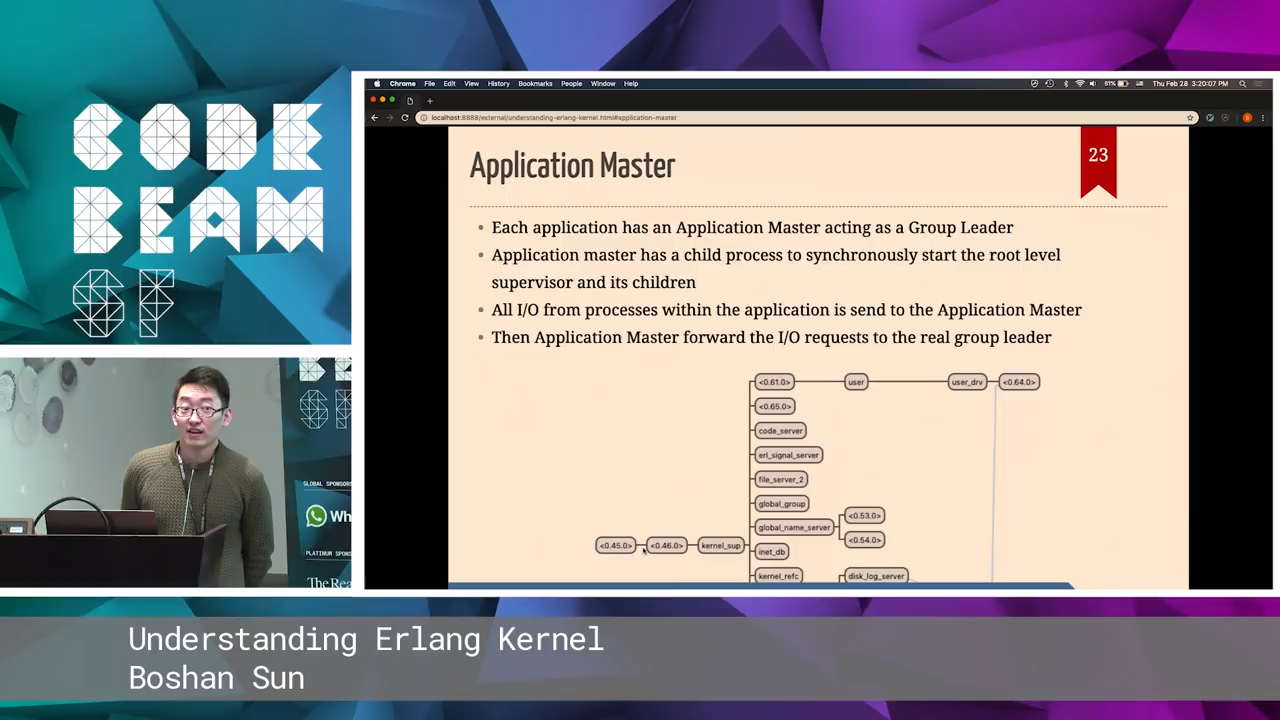 CODE
BEAM
SF
Chrome File Edit View History Bookmarks People Window Help
61% Thu Feb 28 3:20:07 PM
localhost:8888/external/understanding-erlang-kernel.html#application-master
Application Master
23
Each application has an Application Master acting as a Group Leader
Application master has a child process to synchronously start the root level
supervisor and its children
All I/O from processes within the application is send to the Application Master
Then Application Master forward the I/O requests to the real group leader
<0.61.0> user user_drv <0.64.0>
<0.65.0>
code_server
erl_signal_server
file_server_2
global_group
<0.53.0>
global_name_server
<0.54.0>
<0.45.0> <0.46.0> kernel_sup
inet_db
kernel_refc disk_log_server
GLOBAL SPONSORS
Wh
PLATINUM SPONSORS
The Rea
Understanding Erlang Kernel
Boshan Sun